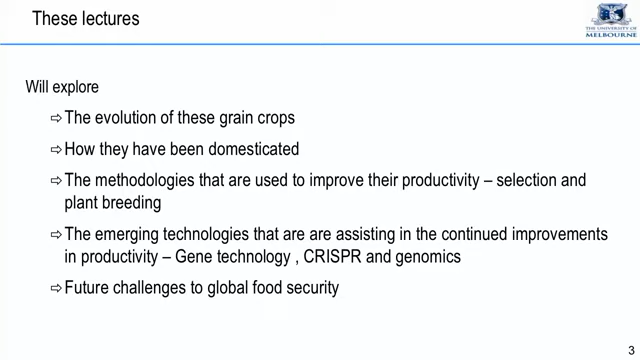 These lectures
THE UNIVERSITY OF
MELBOURNE
Will explore
⇨The evolution of these grain crops
⇨How they have been domesticated
⇨The methodologies that are used to improve their productivity – selection and
plant breeding
⇨The emerging technologies that are are assisting in the continued improvements
in productivity – Gene technology , CRISPR and genomics
⇨Future challenges to global food security
3